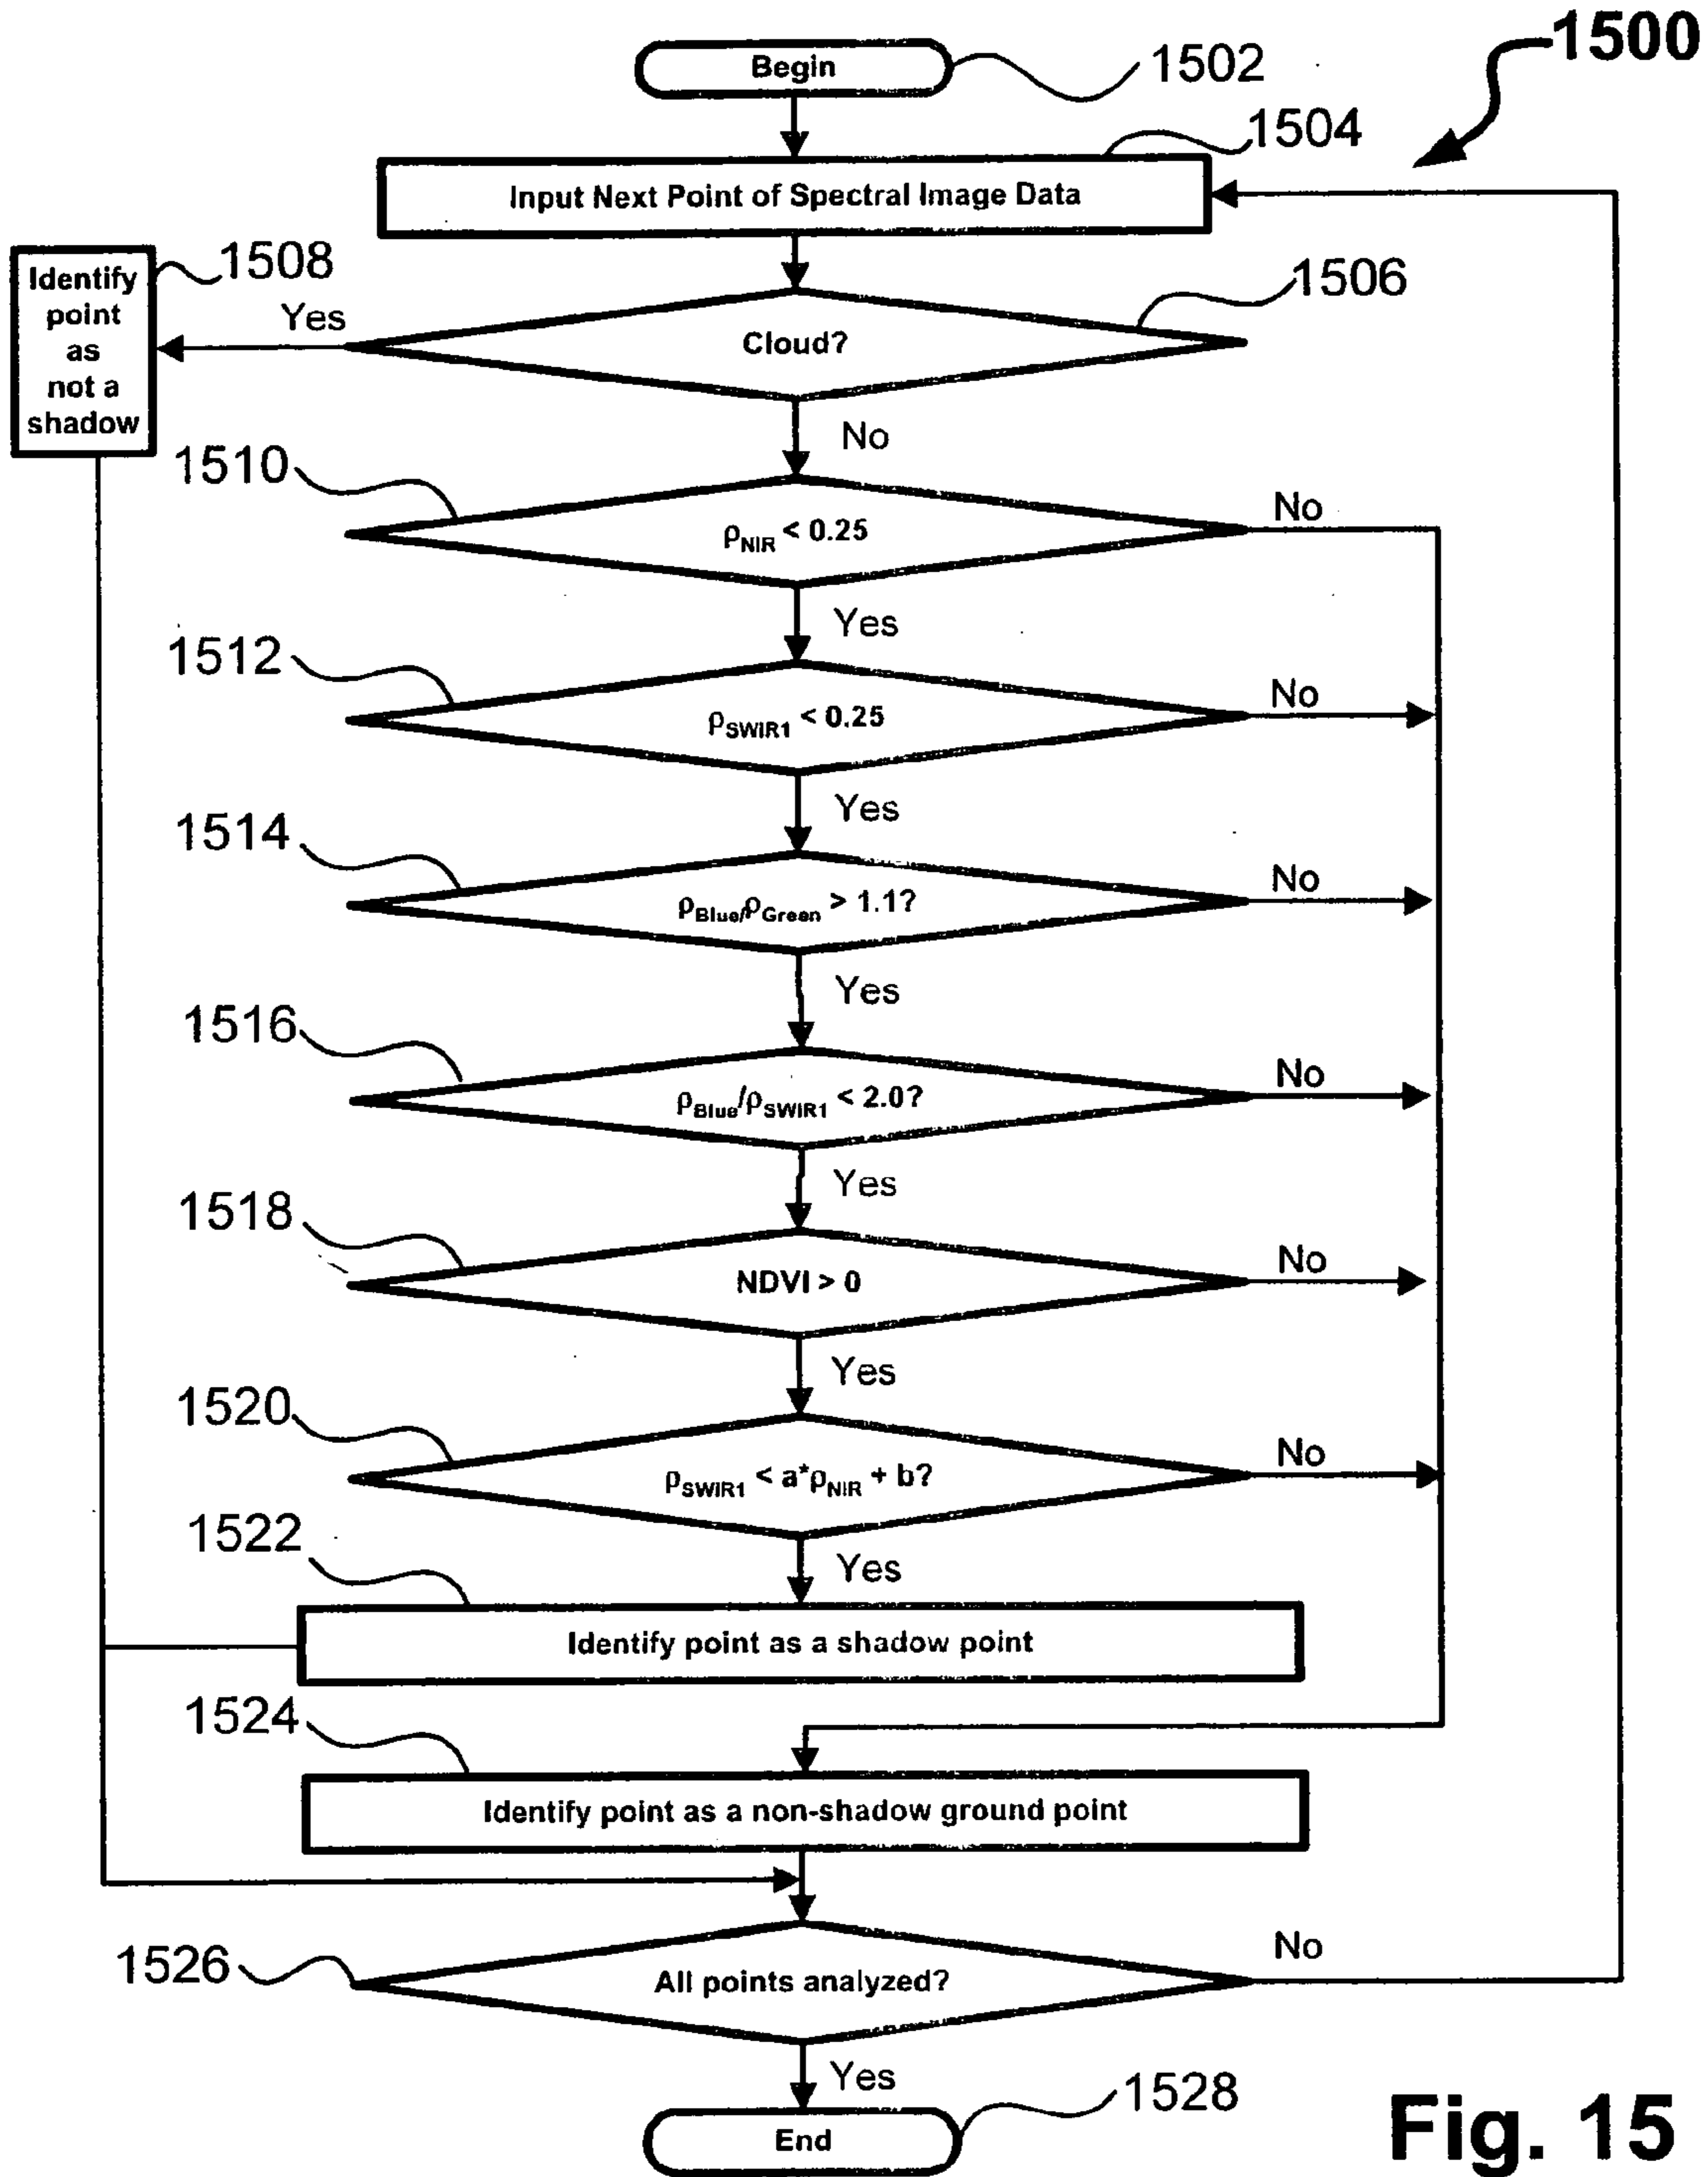 1500
Begin
1502
1504
Input Next Point of Spectral Image Data
1508
Identify
point
as
not a
shadow
Yes
1506
Cloud?
No
1510
ρNIR < 0.25
No
Yes
1512
ρSWIR1 < 0.25
No
Yes
1514
ρBlue/ρGreen > 1.1?
No
Yes
1516
ρBlue/ρSWIR1 < 2.0?
No
Yes
1518
NDVI > 0
No
Yes
1520
ρSWIR1 < a*ρNIR + b?
No
Yes
1522
Identify point as a shadow point
1524
Identify point as a non-shadow ground point
1526
All points analyzed?
No
Yes
1528
End
Fig. 15